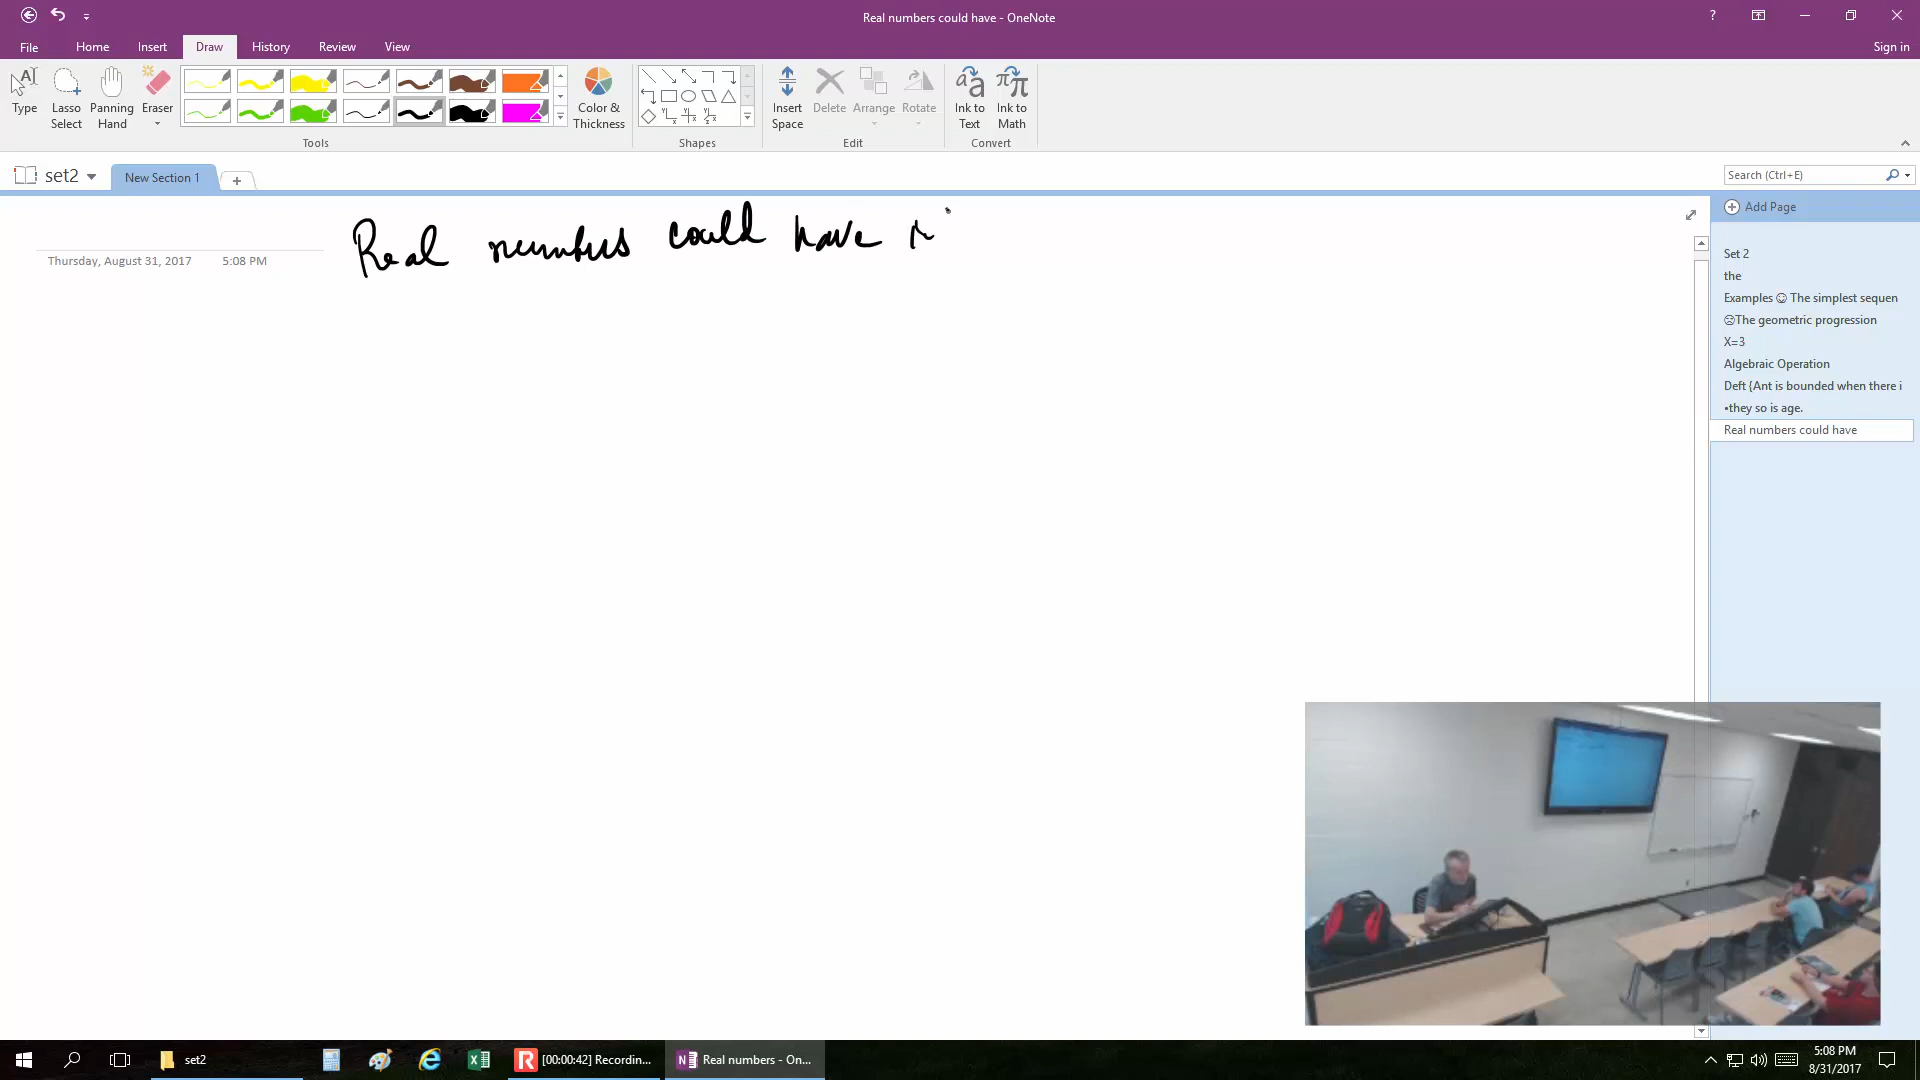 Real numbers could have - OneNote
Sign in
File Home Insert Draw History Review View
Type
Lasso Select
Panning Hand
Eraser
Color & Thickness
Insert Space
Delete
Arrange
Rotate
Ink to Text
Ink to Math
Tools
Shapes
Edit
Convert
set2
New Section 1
Search (Ctrl+E)
Add Page
Real numbers could have
Thursday, August 31, 2017 5:08 PM
Set 2
the
Examples ☺ The simplest sequen
☹The geometric progression
X=3
Algebraic Operation
Deft {Ant is bounded when there i
•they so is age.
Real numbers could have
set2
[00:00:42] Recordin...
Real numbers - On...
5:08 PM
8/31/2017